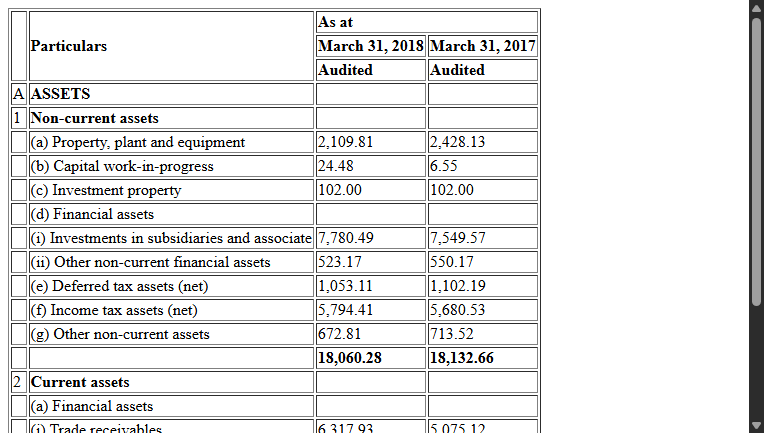 As at
Particulars March 31, 2018 March 31, 2017
Audited Audited
A ASSETS
1 Non-current assets
(a) Property, plant and equipment 2,109.81 2,428.13
(b) Capital work-in-progress 24.48 6.55
(c) Investment property 102.00 102.00
(d) Financial assets
(i) Investments in subsidiaries and associate 7,780.49 7,549.57
(ii) Other non-current financial assets 523.17 550.17
(e) Deferred tax assets (net) 1,053.11 1,102.19
(f) Income tax assets (net) 5,794.41 5,680.53
(g) Other non-current assets 672.81 713.52
18,060.28 18,132.66
2 Current assets
(a) Financial assets
(i) Trade receivables 6,317.93 5,075.12